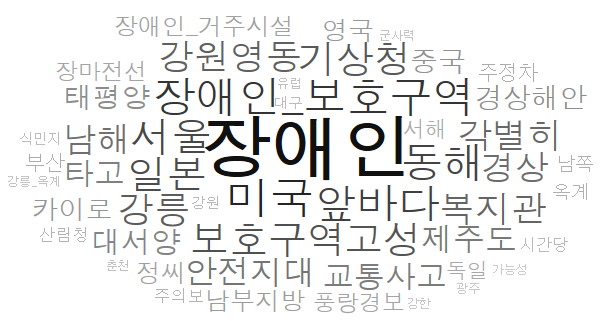 장애인_거주시설 영국 군사력
강원영동 기상청 중국
장마전선 유럽 주정차
태평양 장애인_보호구역 경상해안
대구
식민지 남해 서울 장애인 서해 각별히
부산 타고 일본 동해 경상 남쪽
강릉_옥계 옥계
카이로 강릉 강원 미국 앞바다 복지관
산림청 대서양 보호구역 고성 제주도 시간당
춘천 정씨 안전지대 교통사고 독일 가능성
주의보 남부지방 풍랑경보 강한 광주